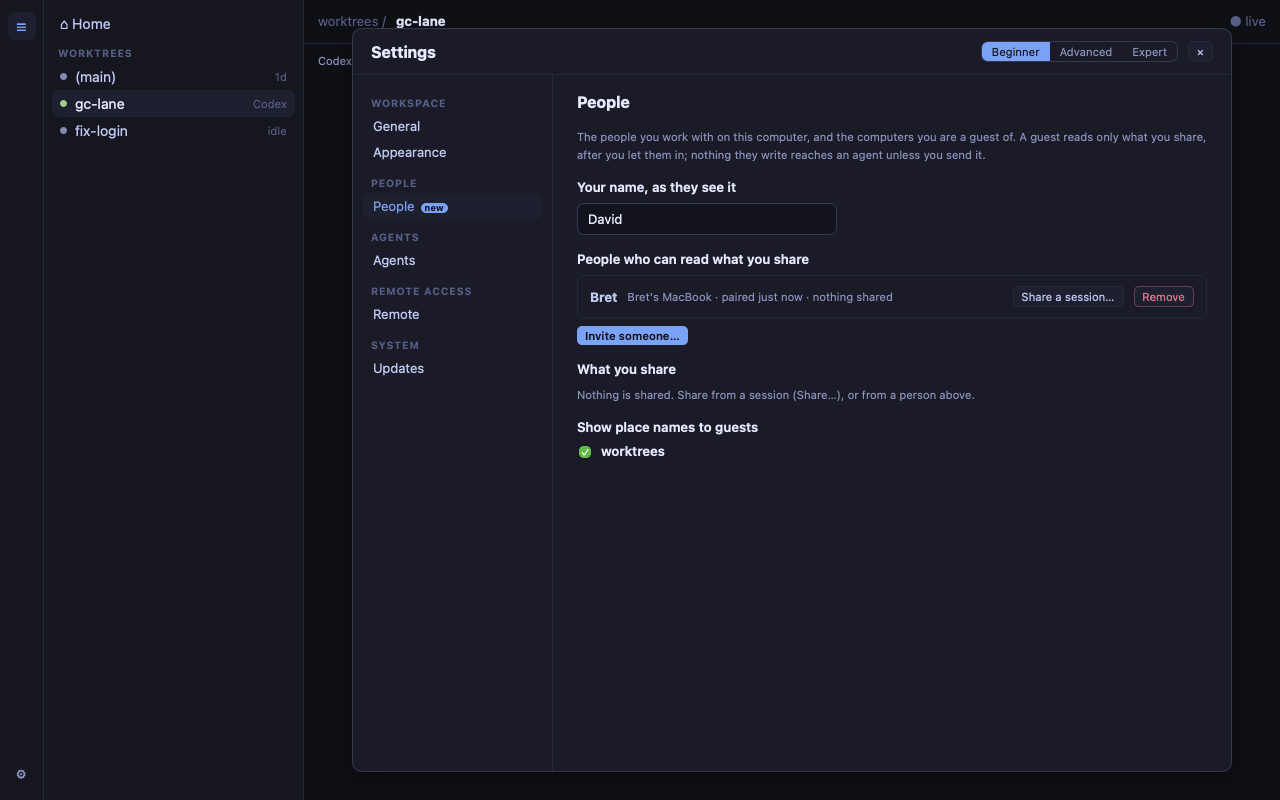 ⌂ Home
WORKTREES
(main) 1d
gc-lane Codex
fix-login idle
worktrees / gc-lane
live
Codex
Settings
Beginner Advanced Expert ×
WORKSPACE
General
Appearance
PEOPLE
People new
AGENTS
Agents
REMOTE ACCESS
Remote
SYSTEM
Updates
People
The people you work with on this computer, and the computers you are a guest of. A guest reads only what you share,
after you let them in; nothing they write reaches an agent unless you send it.
Your name, as they see it
David
People who can read what you share
Bret Bret's MacBook · paired just now · nothing shared Share a session... Remove
Invite someone...
What you share
Nothing is shared. Share from a session (Share...), or from a person above.
Show place names to guests
worktrees